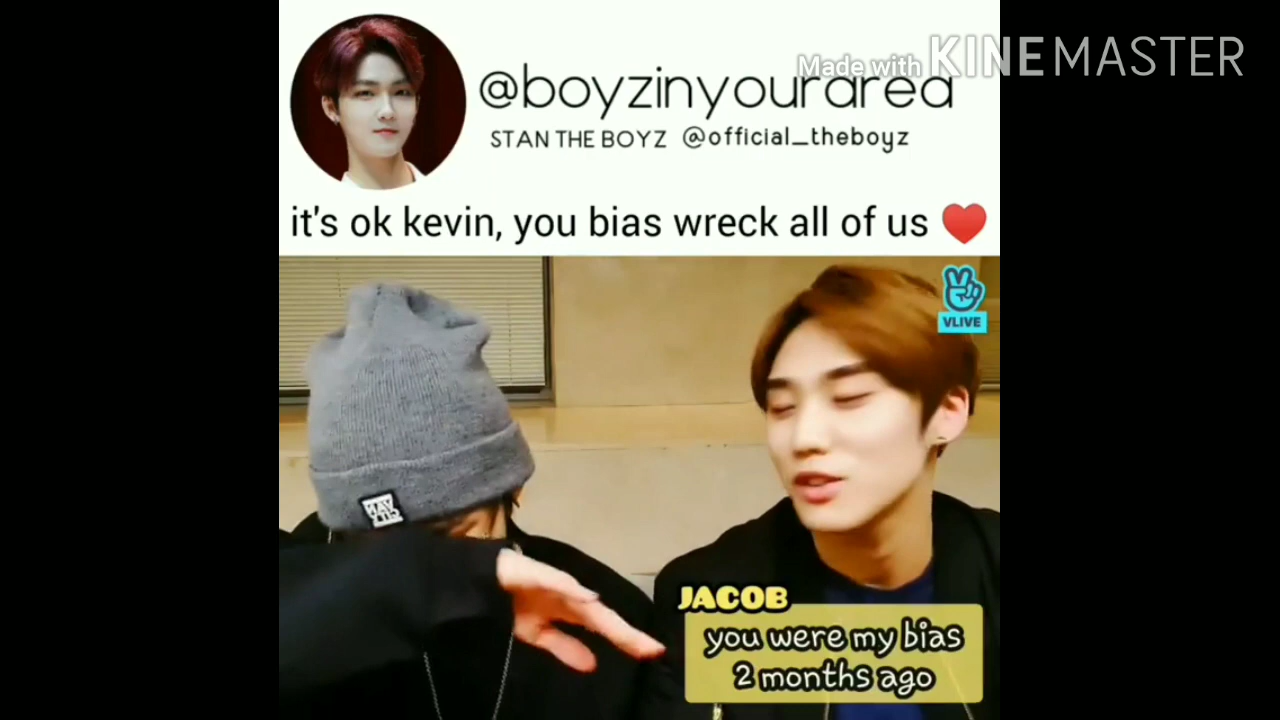 Made with KINEMASTER
@boyzinyourarea
STAN THE BOYZ @official_theboyz
it's ok kevin, you bias wreck all of us ♥
VLIVE
JACOB
you were my bias
2 months ago